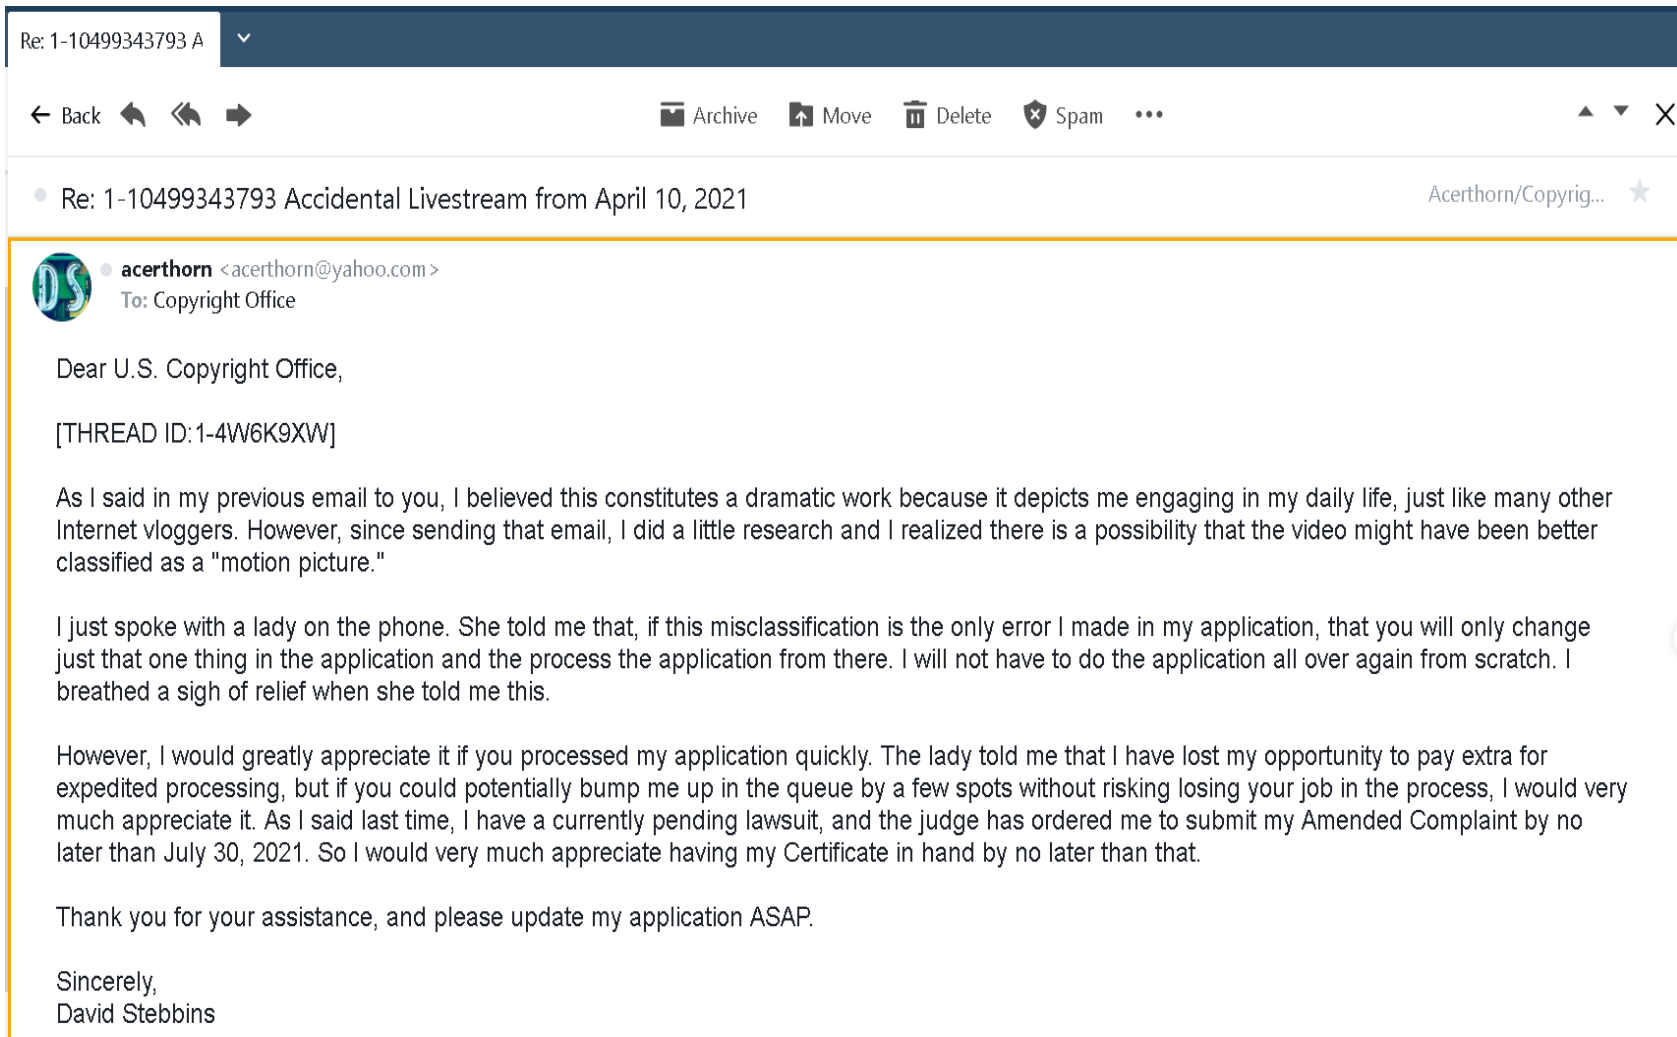 Re: 1-10499343793 A
Back
Archive
Move
Delete
Spam
Re: 1-10499343793 Accidental Livestream from April 10, 2021
Acerthorn/Copyrig...
DS
acerthorn <acerthorn@yahoo.com>
To: Copyright Office
Dear U.S. Copyright Office,
[THREAD ID:1-4W6K9XW]
As I said in my previous email to you, I believed this constitutes a dramatic work because it depicts me engaging in my daily life, just like many other
Internet vloggers. However, since sending that email, I did a little research and I realized there is a possibility that the video might have been better
classified as a "motion picture."
I just spoke with a lady on the phone. She told me that, if this misclassification is the only error I made in my application, that you will only change
just that one thing in the application and the process the application from there. I will not have to do the application all over again from scratch. I
breathed a sigh of relief when she told me this.
However, I would greatly appreciate it if you processed my application quickly. The lady told me that I have lost my opportunity to pay extra for
expedited processing, but if you could potentially bump me up in the queue by a few spots without risking losing your job in the process, I would very
much appreciate it. As I said last time, I have a currently pending lawsuit, and the judge has ordered me to submit my Amended Complaint by no
later than July 30, 2021. So I would very much appreciate having my Certificate in hand by no later than that.
Thank you for your assistance, and please update my application ASAP.
Sincerely,
David Stebbins